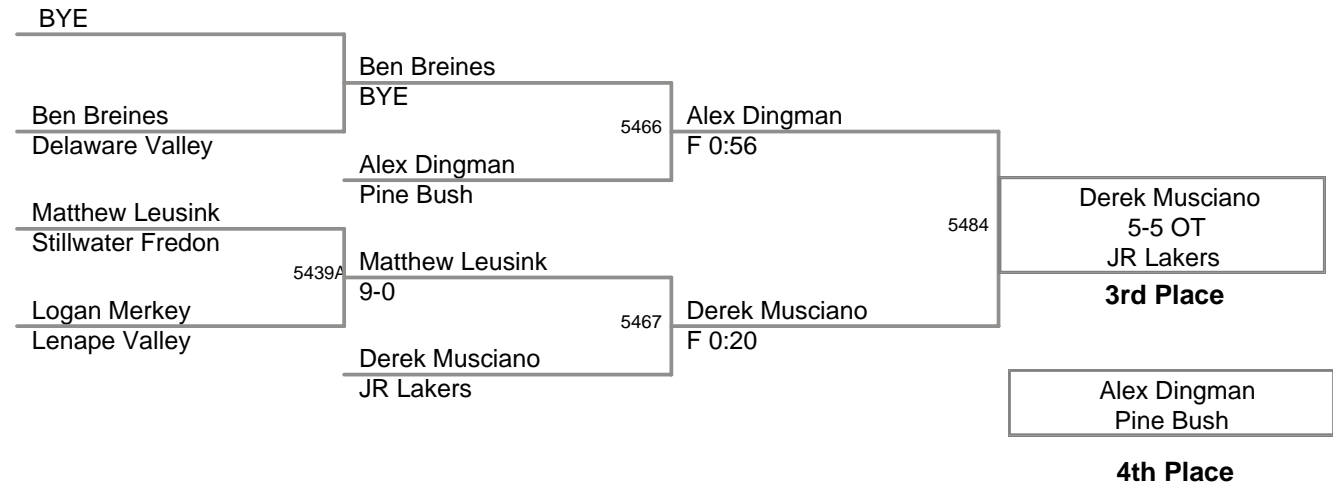 BYE
Ben Breines
Delaware Valley
Matthew Leusink
Stillwater Fredon
5439A
Logan Merkey
Lenape Valley
Ben Breines
BYE
5466
Alex Dingman
Pine Bush
Matthew Leusink
9-0
5467
Derek Musciano
JR Lakers
Alex Dingman
F 0:56
5484
Derek Musciano
F 0:20
Derek Musciano
5-5 OT
JR Lakers
3rd Place
Alex Dingman
Pine Bush
4th Place